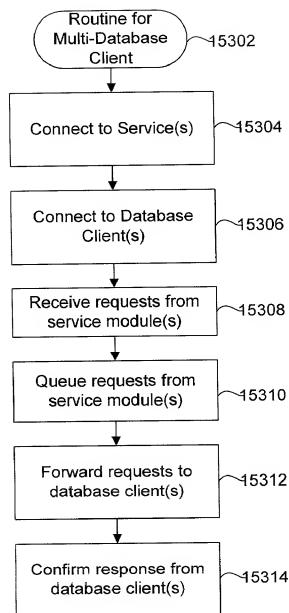 Routine for
Multi-Database
Client
15302
Connect to Service(s)
15304
Connect to Database
Client(s)
15306
Receive requests from
service module(s)
15308
Queue requests from
service module(s)
15310
Forward requests to
database client(s)
15312
Confirm response from
database client(s)
15314